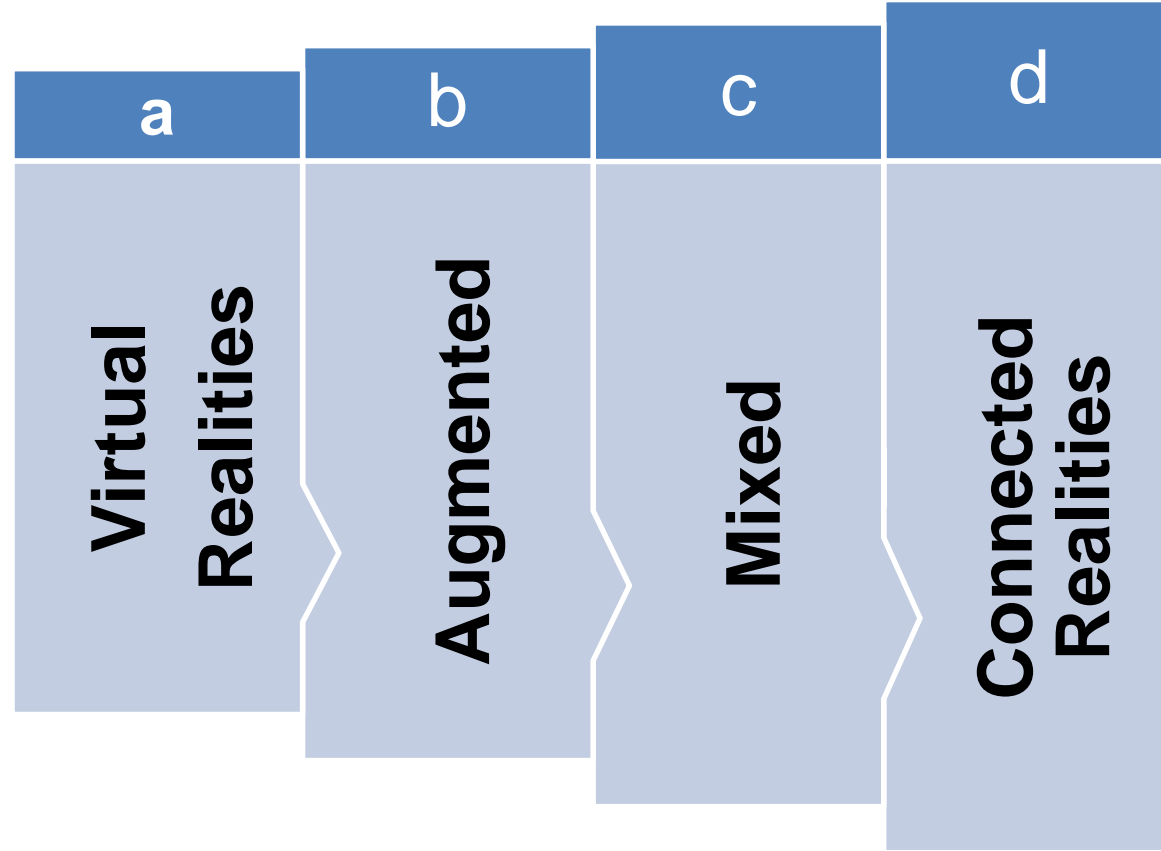 a
Virtual
Realities
b
Augmented
c
Mixed
d
Connected
Realities